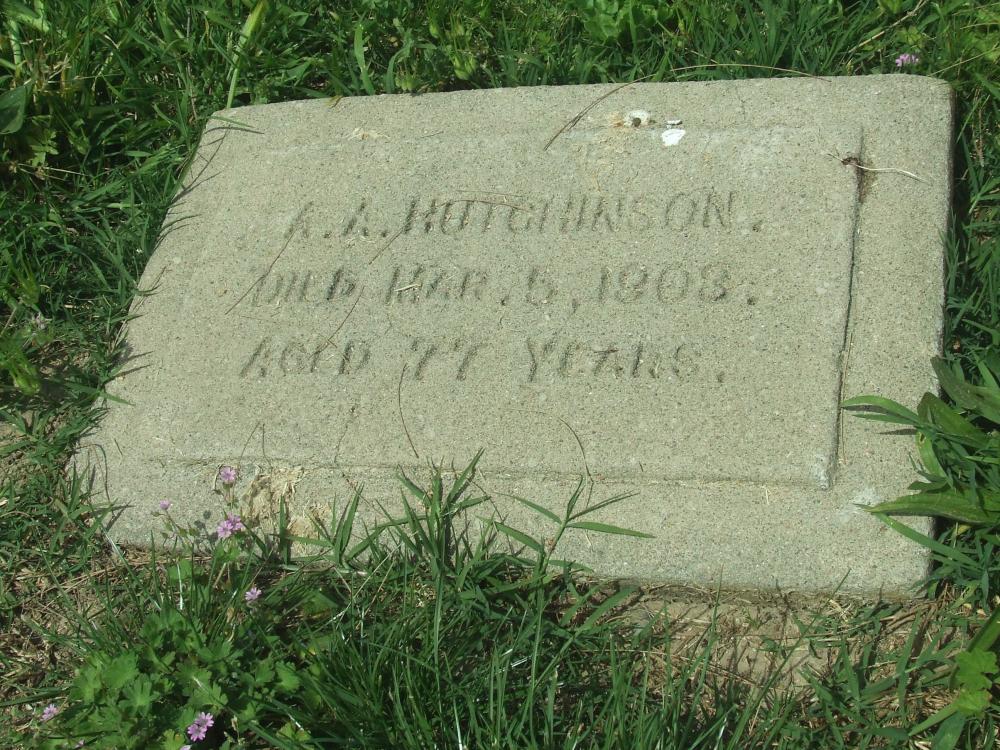 A. A. HUTCHINSON.
DIED MAR. 5, 1908.
AGED 77 YEARS.